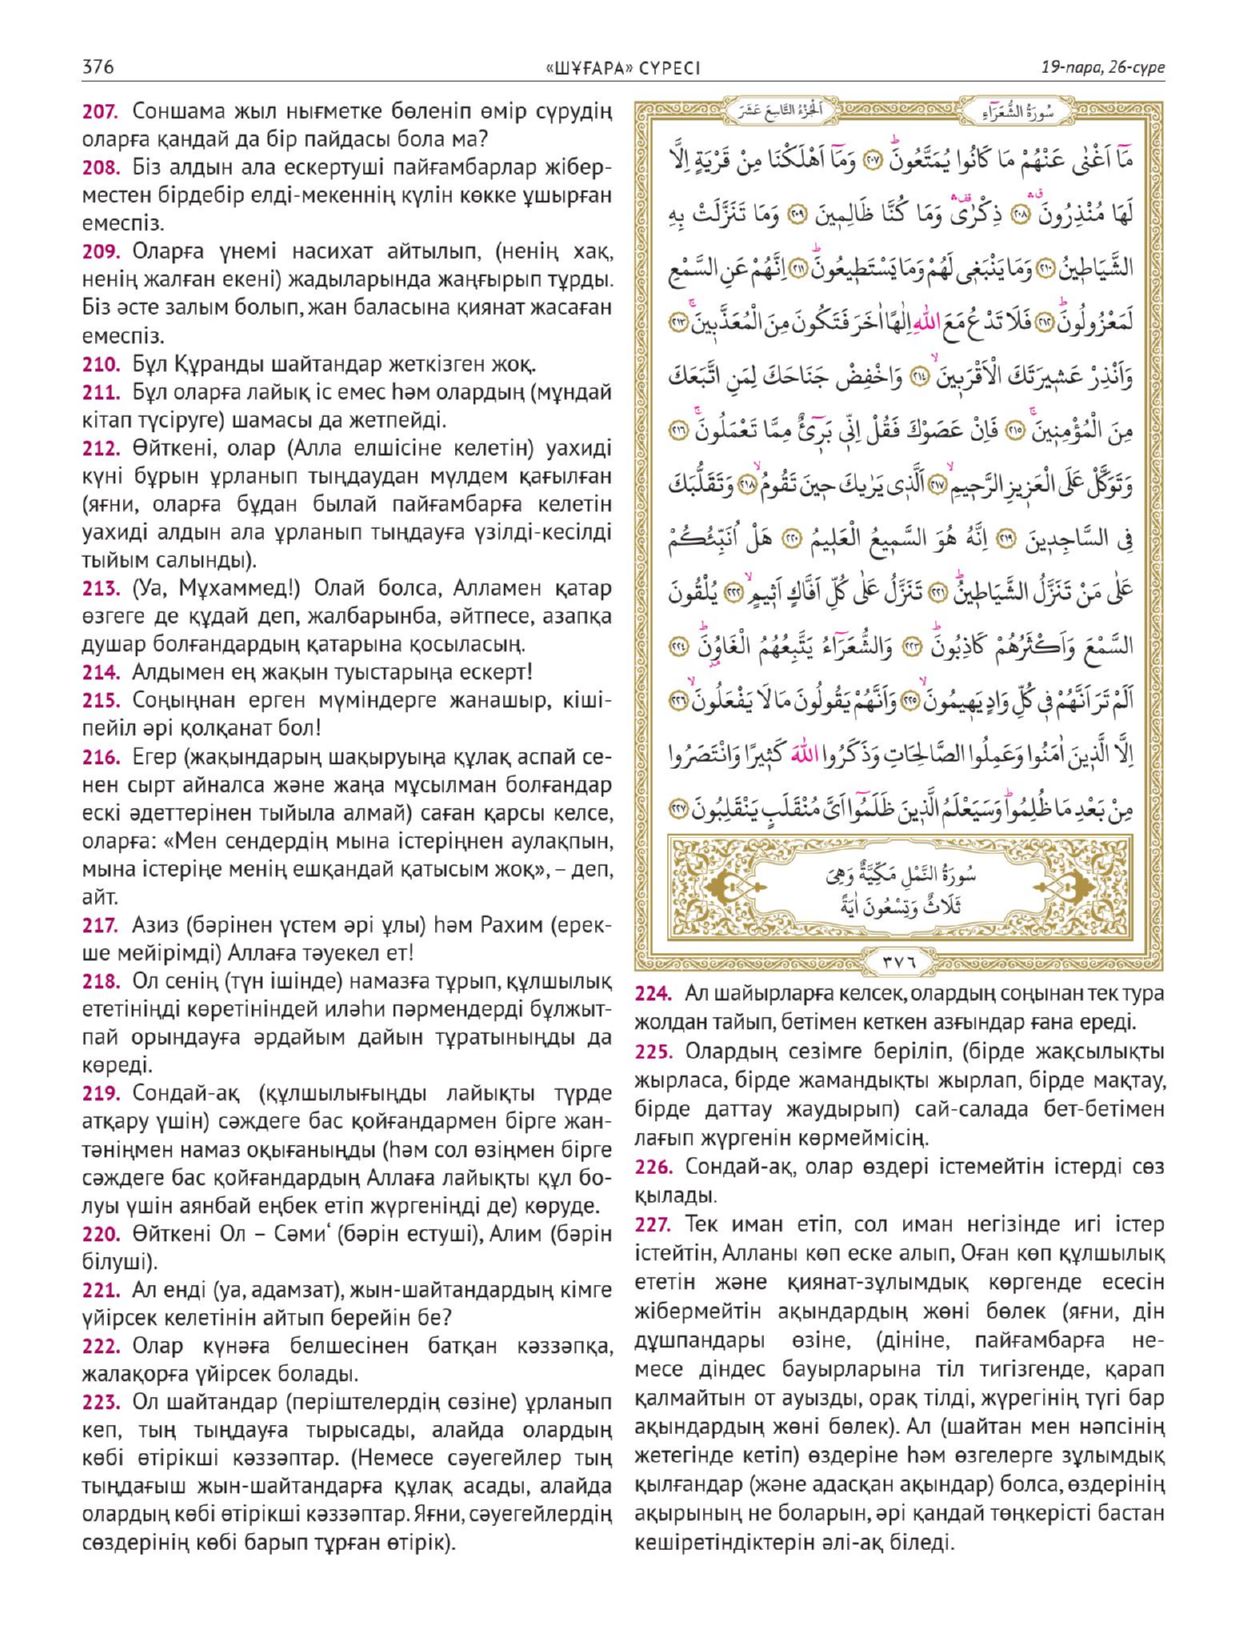 376
«ШҰҒАРА» СҮРЕСІ
19-пара, 26-сүре
207. Соншама жыл нығметке бөленіп өмір сүрудің
оларға қандай да бір пайдасы бола ма?
208. Біз алдын ала ескертуші пайғамбарлар жібер-
местен бірдебір елді-мекеннің күлін көкке ұшырған
емеспіз.
209. Оларға үнемі насихат айтылып, (ненің хақ,
ненің жалған екені) жадыларында жаңғырып тұрды.
Біз әсте залым болып, жан баласына қиянат жасаған
емеспіз.
210. Бұл Құранды шайтандар жеткізген жоқ.
211. Бұл оларға лайық іс емес һәм олардың (мұндай
кітап түсіруге) шамасы да жетпейді.
212. Өйткені, олар (Алла елшісіне келетін) уахиді
күні бұрын ұрланып тыңдаудан мүлдем қағылған
(яғни, оларға бұдан былай пайғамбарға келетін
уахиді алдын ала ұрланып тыңдауға үзілді-кесілді
тыйым салынды).
213. (Уа, Мұхаммед!) Олай болса, Алламен қатар
өзгеге де құдай деп, жалбарынба, әйтпесе, азапқа
душар болғандардың қатарына қосыласың.
214. Алдымен ең жақын туыстарыңа ескерт!
215. Соңыңнан ерген мүміндерге жанашыр, кіші-
пейіл әрі қолқанат бол!
216. Егер (жақындарың шақыруыңа құлақ аспай се-
нен сырт айналса және жаңа мұсылман болғандар
ескі әдеттерінен тыйыла алмай) саған қарсы келсе,
оларға: «Мен сендердің мына істеріңнен аулақпын,
мына істеріңе менің ешқандай қатысым жоқ», – деп,
айт.
217. Азиз (бәрінен үстем әрі ұлы) һәм Рахим (ерек-
ше мейірімді) Аллаға тәуекел ет!
218. Ол сенің (түн ішінде) намазға тұрып, құлшылық
ететініңді көретініндей иләһи пәрмендерді бұлжыт-
пай орындауға әрдайым дайын тұратыныңды да
көреді.
219. Сондай-ақ (құлшылығыңды лайықты түрде
атқару үшін) сәждеге бас қойғандармен бірге жан-
тәніңмен намаз оқығаныңды (һәм сол өзіңмен бірге
сәждеге бас қойғандардың Аллаға лайықты құл бо-
луы үшін аянбай еңбек етіп жүргеніңді де) көруде.
220. Өйткені Ол – Сәми‘ (бәрін естуші), Алим (бәрін
білуші).
221. Ал енді (уа, адамзат), жын-шайтандардың кімге
үйірсек келетінін айтып берейін бе?
222. Олар күнәға белшесінен батқан кәззәпқа,
жалақорға үйірсек болады.
223. Ол шайтандар (періштелердің сөзіне) ұрланып
кеп, тың тыңдауға тырысады, алайда олардың
көбі өтірікші кәззәптар. (Немесе сәуегейлер тың
тыңдағыш жын-шайтандарға құлақ асады, алайда
олардың көбі өтірікші кәззәптар. Яғни, сәуегейлердің
сөздерінің көбі барып тұрған өтірік).
سُورَةُ الشُّعَرَاءِ
اَلْجُزْءُ التَّاسِعَ عَشَرَ
مَٓا اَغْنٰى عَنْهُمْ مَا كَانُوا يُمَتَّعُونَۜ ﴿٢٠٧﴾ وَمَٓا اَهْلَكْنَا مِنْ قَرْيَةٍ اِلَّا
لَهَا مُنْذِرُونَۗ ﴿٢٠٨﴾ ذِكْرٰى وَمَا كُنَّا ظَالِمٖينَ ﴿٢٠٩﴾ وَمَا تَنَزَّلَتْ بِهِ
الشَّيَاطٖينُ ﴿٢١٠﴾ وَمَا يَنْبَغٖى لَهُمْ وَمَا يَسْتَطٖيعُونَۜ ﴿٢١١﴾ اِنَّهُمْ عَنِ السَّمْعِ
لَمَعْزُولُونَۜ ﴿٢١٢﴾ فَلَا تَدْعُ مَعَ اللّٰهِ اِلٰهًا اٰخَرَ فَتَكُونَ مِنَ الْمُعَذَّبٖينَۚ ﴿٢١٣﴾
وَاَنْذِرْ عَشٖيرَتَكَ الْاَقْرَبٖينَۙ ﴿٢١٤﴾ وَاخْفِضْ جَنَاحَكَ لِمَنِ اتَّبَعَكَ
مِنَ الْمُؤْمِنٖينَۚ ﴿٢١٥﴾ فَاِنْ عَصَوْكَ فَقُلْ اِنّٖى بَرٖٓىءٌ مِمَّا تَعْمَلُونَۚ ﴿٢١٦﴾
وَتَوَكَّلْ عَلَى الْعَزٖيزِ الرَّحٖيمِۙ ﴿٢١٧﴾ اَلَّذٖى يَرٰيكَ حٖينَ تَقُومُۙ ﴿٢١٨﴾ وَتَقَلُّبَكَ
فِى السَّاجِدٖينَ ﴿٢١٩﴾ اِنَّهُ هُوَ السَّمٖيعُ الْعَلٖيمُ ﴿٢٢٠﴾ هَلْ اُنَبِّئُكُمْ
عَلٰى مَنْ تَنَزَّلُ الشَّيَاطٖينُۜ ﴿٢٢١﴾ تَنَزَّلُ عَلٰى كُلِّ اَفَّاكٍ اَثٖيمٍۙ ﴿٢٢٢﴾ يُلْقُونَ
السَّمْعَ وَاَكْثَرُهُمْ كَاذِبُونَۜ ﴿٢٢٣﴾ وَالشُّعَرَٓاءُ يَتَّبِعُهُمُ الْغَاوُ۫نَۜ ﴿٢٢٤﴾
اَلَمْ تَرَ اَنَّهُمْ فٖى كُلِّ وَادٍ يَهٖيمُونَۙ ﴿٢٢٥﴾ وَاَنَّهُمْ يَقُولُونَ مَا لَا يَفْعَلُونَۙ ﴿٢٢٦﴾
اِلَّا الَّذٖينَ اٰمَنُوا وَعَمِلُوا الصَّالِحَاتِ وَذَكَرُوا اللّٰهَ كَثٖيرًا وَانْتَصَرُوا
مِنْ بَعْدِ مَا ظُلِمُواۜ وَسَيَعْلَمُ الَّذٖينَ ظَلَمُٓوا اَىَّ مُنْقَلَبٍ يَنْقَلِبُونَ ﴿٢٢٧﴾
سُورَةُ النَّمْلِ مَكِّيَّةٌ وَهِىَ
ثَلَاثٌ وَتِسْعُونَ اٰيَةً
٣٧٦
224. Ал шайырларға келсек, олардың соңынан тек тура
жолдан тайып, бетімен кеткен азғындар ғана ереді.
225. Олардың сезімге беріліп, (бірде жақсылықты
жырласа, бірде жамандықты жырлап, бірде мақтау,
бірде даттау жаудырып) сай-салада бет-бетімен
лағып жүргенін көрмеймісің.
226. Сондай-ақ, олар өздері істемейтін істерді сөз
қылады.
227. Тек иман етіп, сол иман негізінде игі істер
істейтін, Алланы көп еске алып, Оған көп құлшылық
ететін және қиянат-зұлымдық көргенде есесін
жібермейтін ақындардың жөні бөлек (яғни, дін
дұшпандары өзіне, (дініне, пайғамбарға не-
месе діндес бауырларына тіл тигізгенде, қарап
қалмайтын от ауызды, орақ тілді, жүрегінің түгі бар
ақындардың жөні бөлек). Ал (шайтан мен нәпсінің
жетегінде кетіп) өздеріне һәм өзгелерге зұлымдық
қылғандар (және адасқан ақындар) болса, өздерінің
ақырының не боларын, әрі қандай төңкерісті бастан
кешіретіндіктерін әлі-ақ біледі.